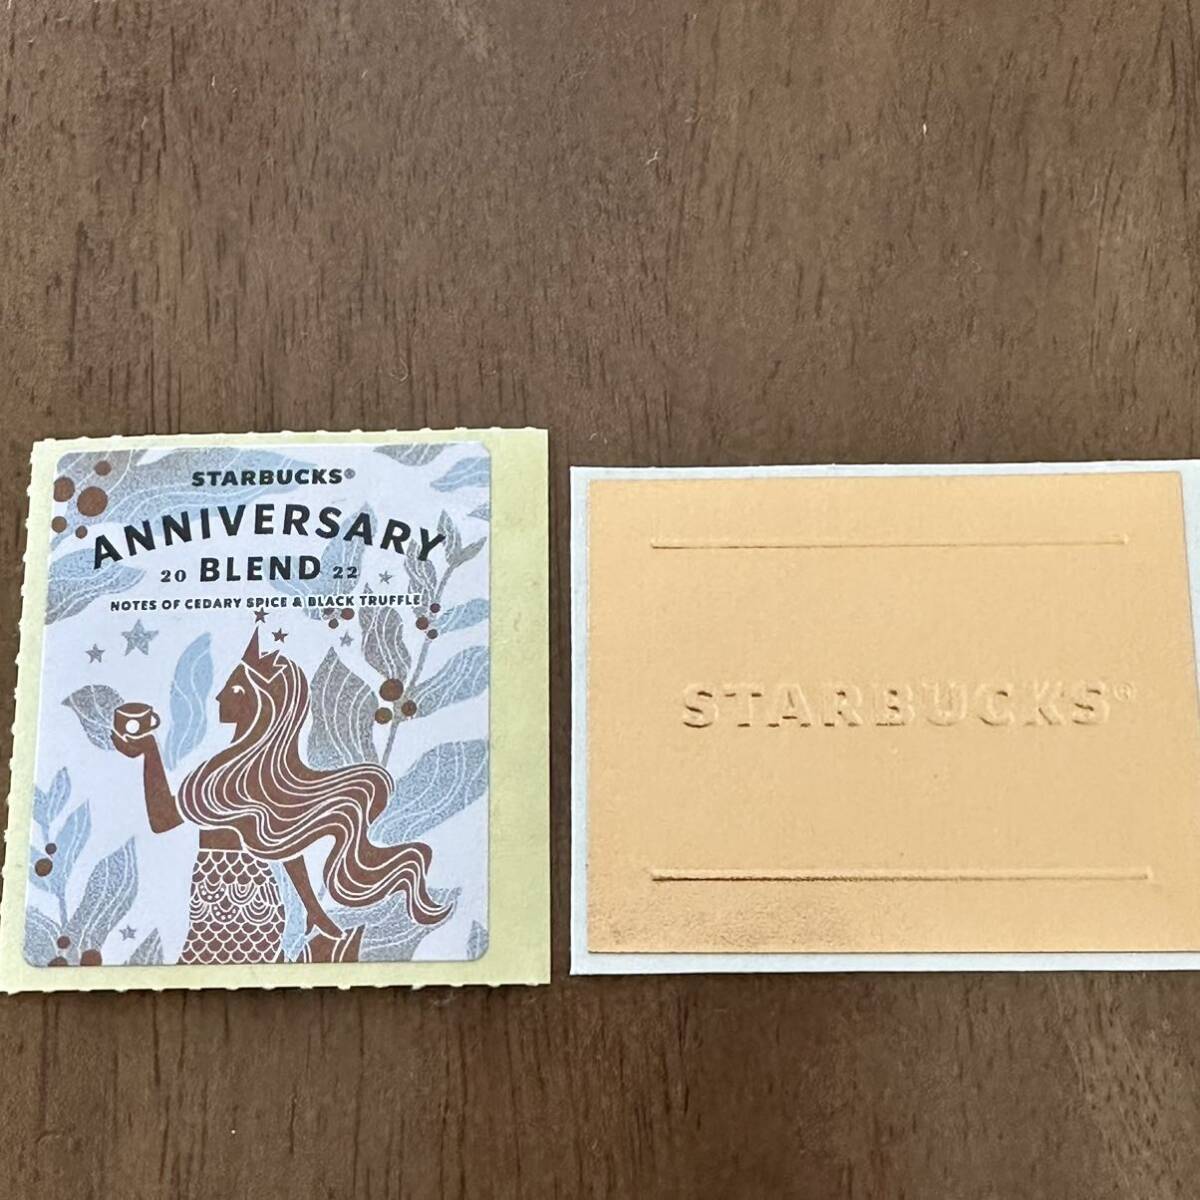 STARBUCKS®
ANNIVERSARY
20 BLEND 22
NOTES OF CEDARY SPICE & BLACK TRUFFLE
STARBUCKS®